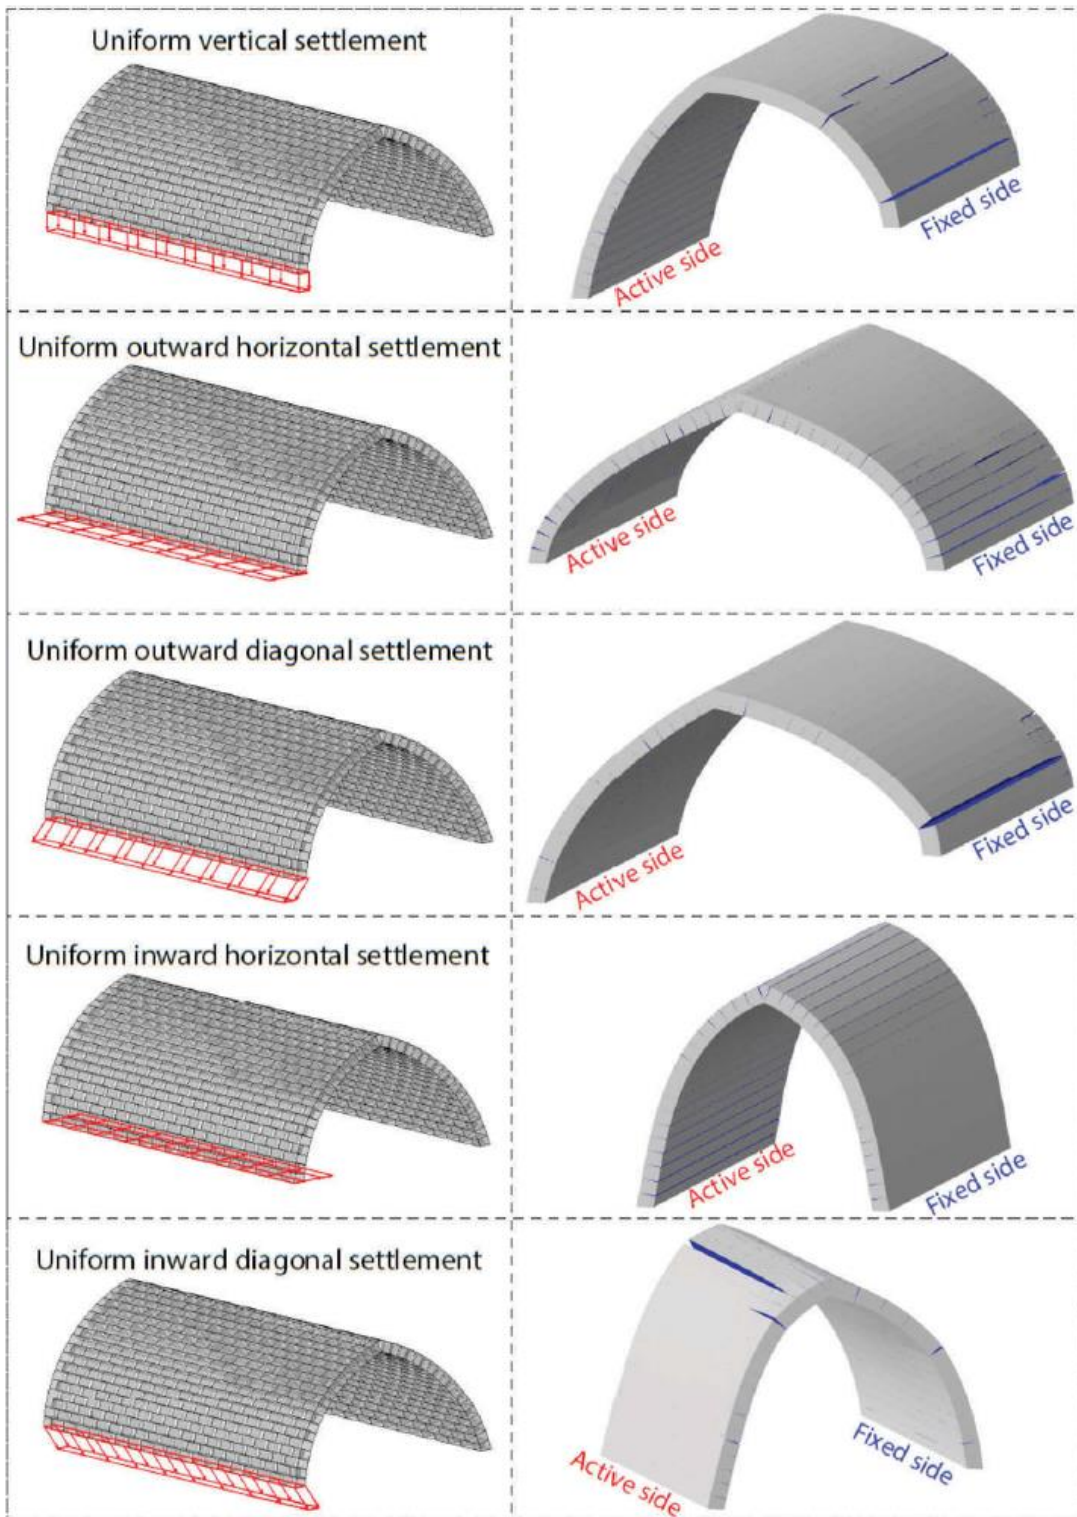 Uniform vertical settlement
Active side
Fixed side
Uniform outward horizontal settlement
Active side
Fixed side
Uniform outward diagonal settlement
Active side
Fixed side
Uniform inward horizontal settlement
Active side
Fixed side
Uniform inward diagonal settlement
Active side
Fixed side